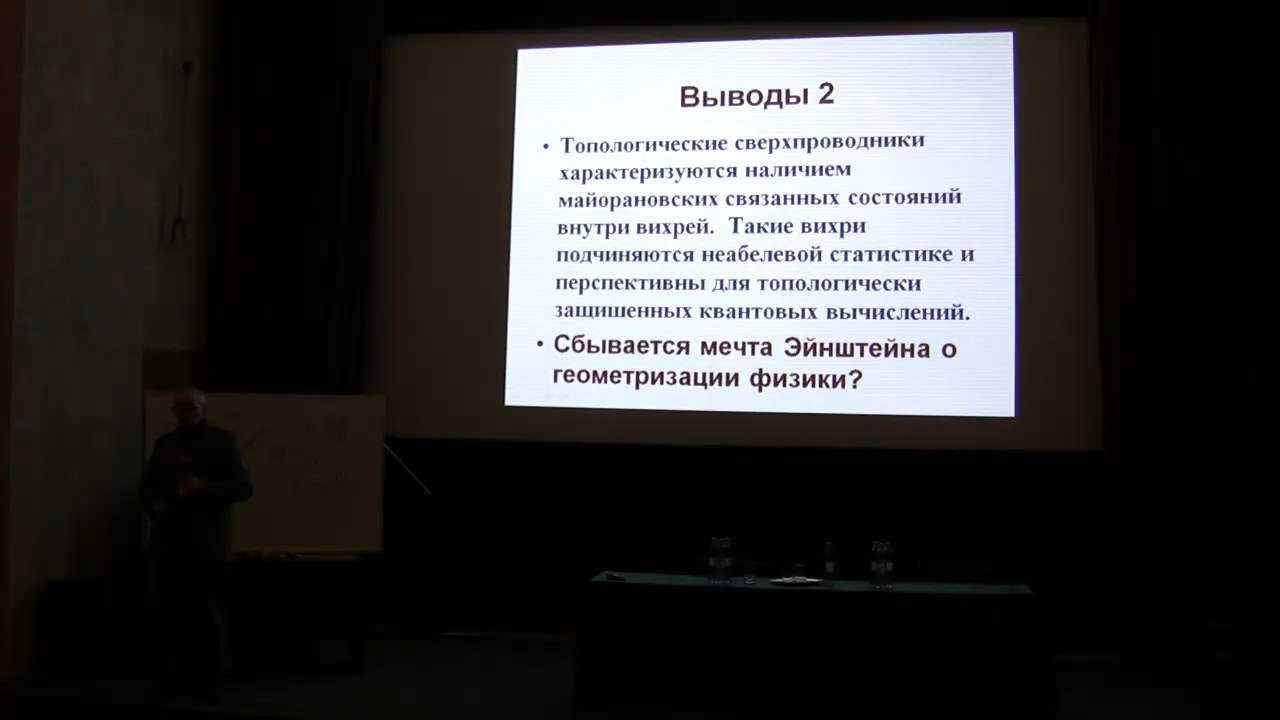 Выводы 2
• Топологические сверхпроводники
характеризуются наличием
майорановских связанных состояний
внутри вихрей. Такие вихри
подчиняются неабелевой статистике и
перспективны для топологически
защишенных квантовых вычислений.
• Сбывается мечта Эйнштейна о
геометризации физики?